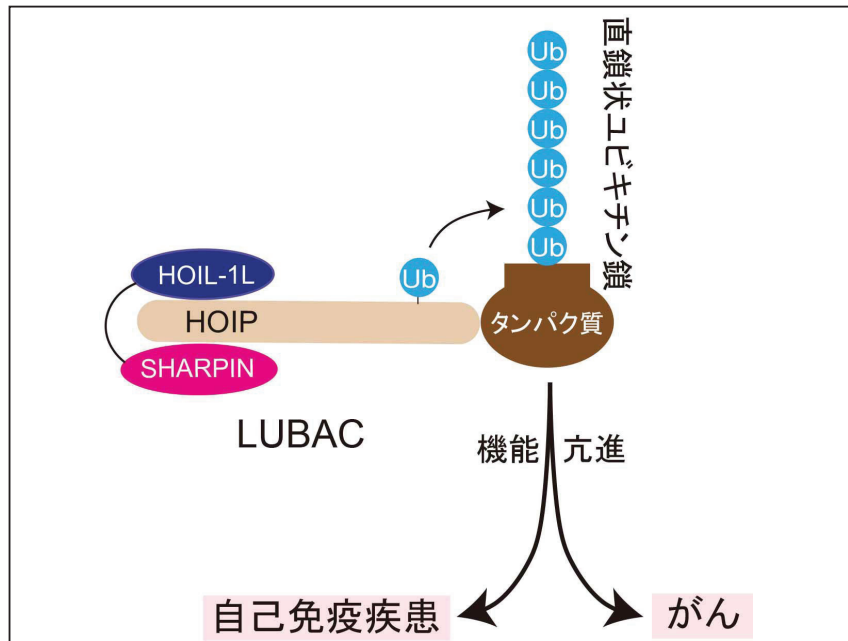 Ub
Ub
Ub
Ub
Ub
Ub
直鎖状ユビキチン鎖
Ub
HOIL-1L
HOIP
SHARPIN
タンパク質
LUBAC
機能 亢進
自己免疫疾患
がん